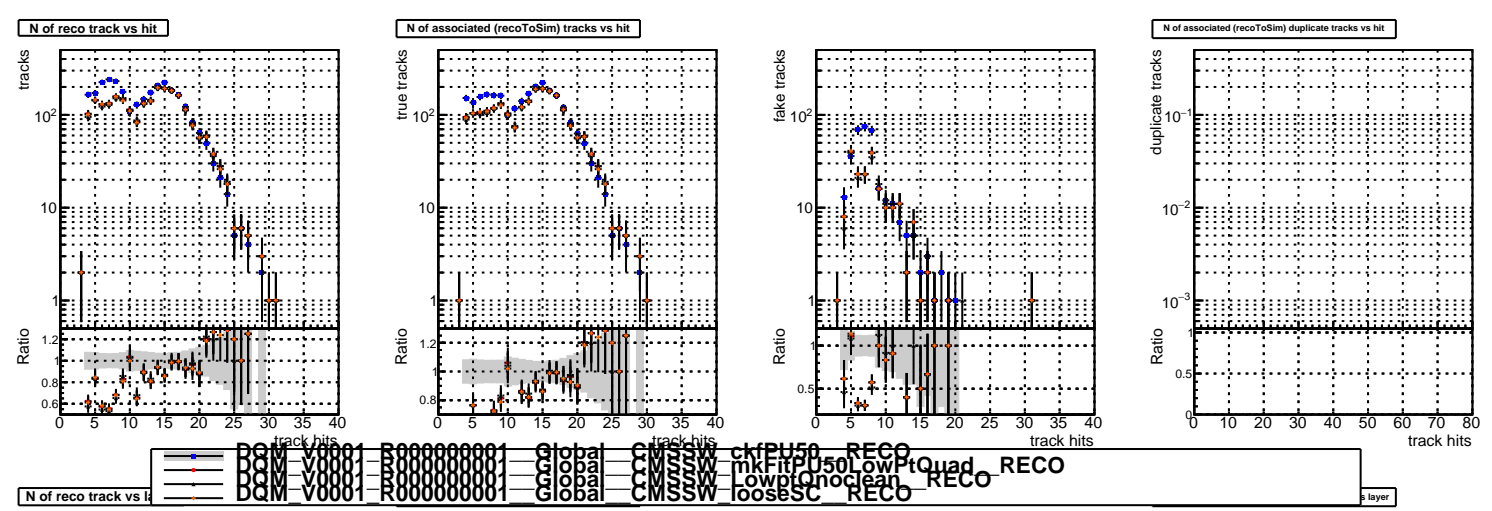 N of reco track vs hit
N of associated (recoToSim) tracks vs hit
N of associated (recoToSim) duplicate tracks vs hit
tracks
10²
10
1
Ratio
1.2
1
0.8
0.6
0 5 10 15 20 25 30 35 40
track hits
true tracks
10²
10
1
Ratio
1.2
1
0.8
0 5 10 15 20 25 30 35 40
track hits
fake tracks
10²
10
1
Ratio
1
0.5
0 5 10 15 20 25 30 35 40
track hits
duplicate tracks
10⁻¹
10⁻²
10⁻³
Ratio
1
0.5
0
0 10 20 30 40 50 60 70 80
track hits
DQM_V0001_R000000001__Global__CMSSW_ckfPU50__RECO
DQM_V0001_R000000001__Global__CMSSW_mkFitPU50LowPtQuad__RECO
DQM_V0001_R000000001__Global__CMSSW_LowptQnoclean__RECO
DQM_V0001_R000000001__Global__CMSSW_looseSC__RECO
N of reco track vs la
s layer